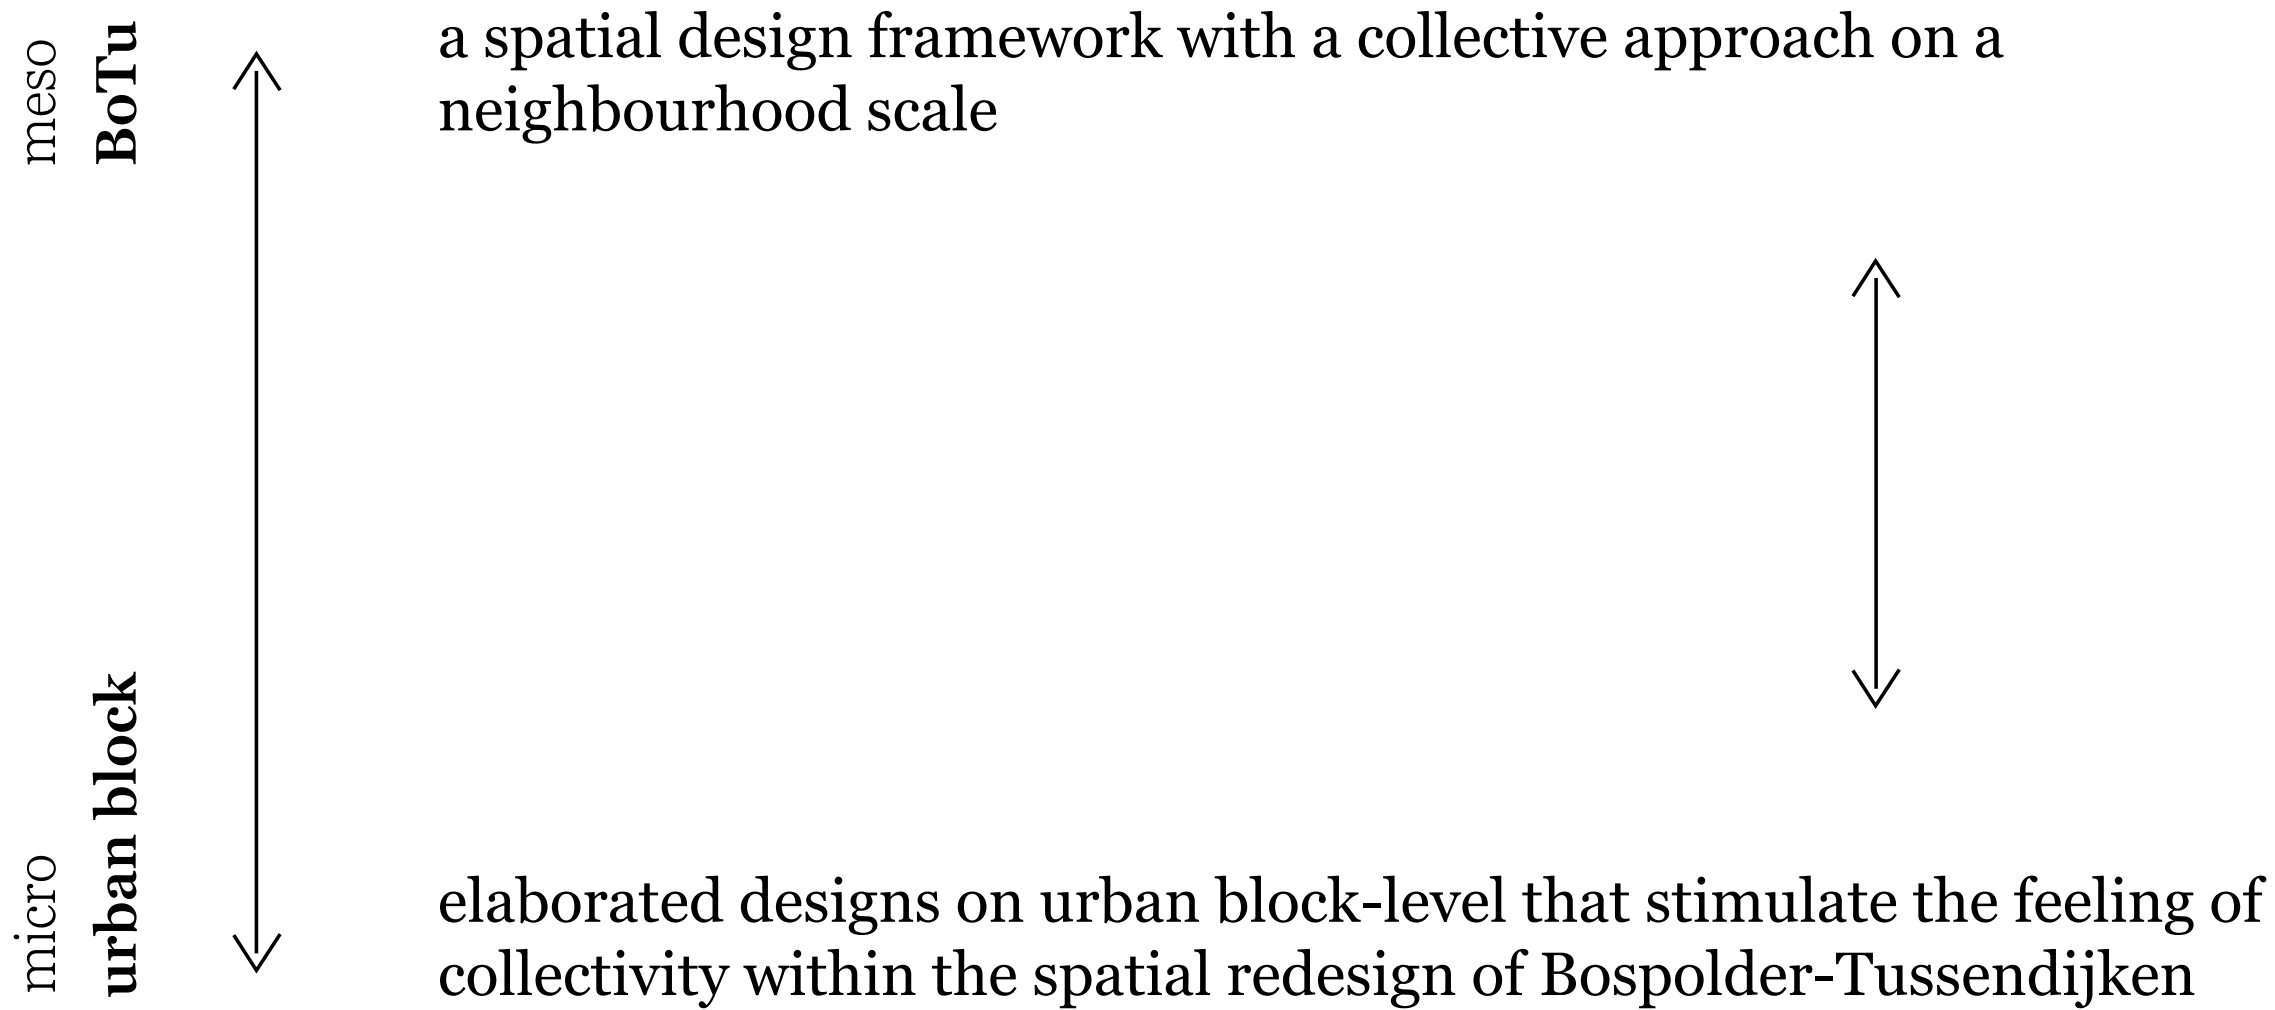 meso
BoTu
a spatial design framework with a collective approach on a
neighbourhood scale
micro
urban block
elaborated designs on urban block-level that stimulate the feeling of
collectivity within the spatial redesign of Bospolder-Tussendijken